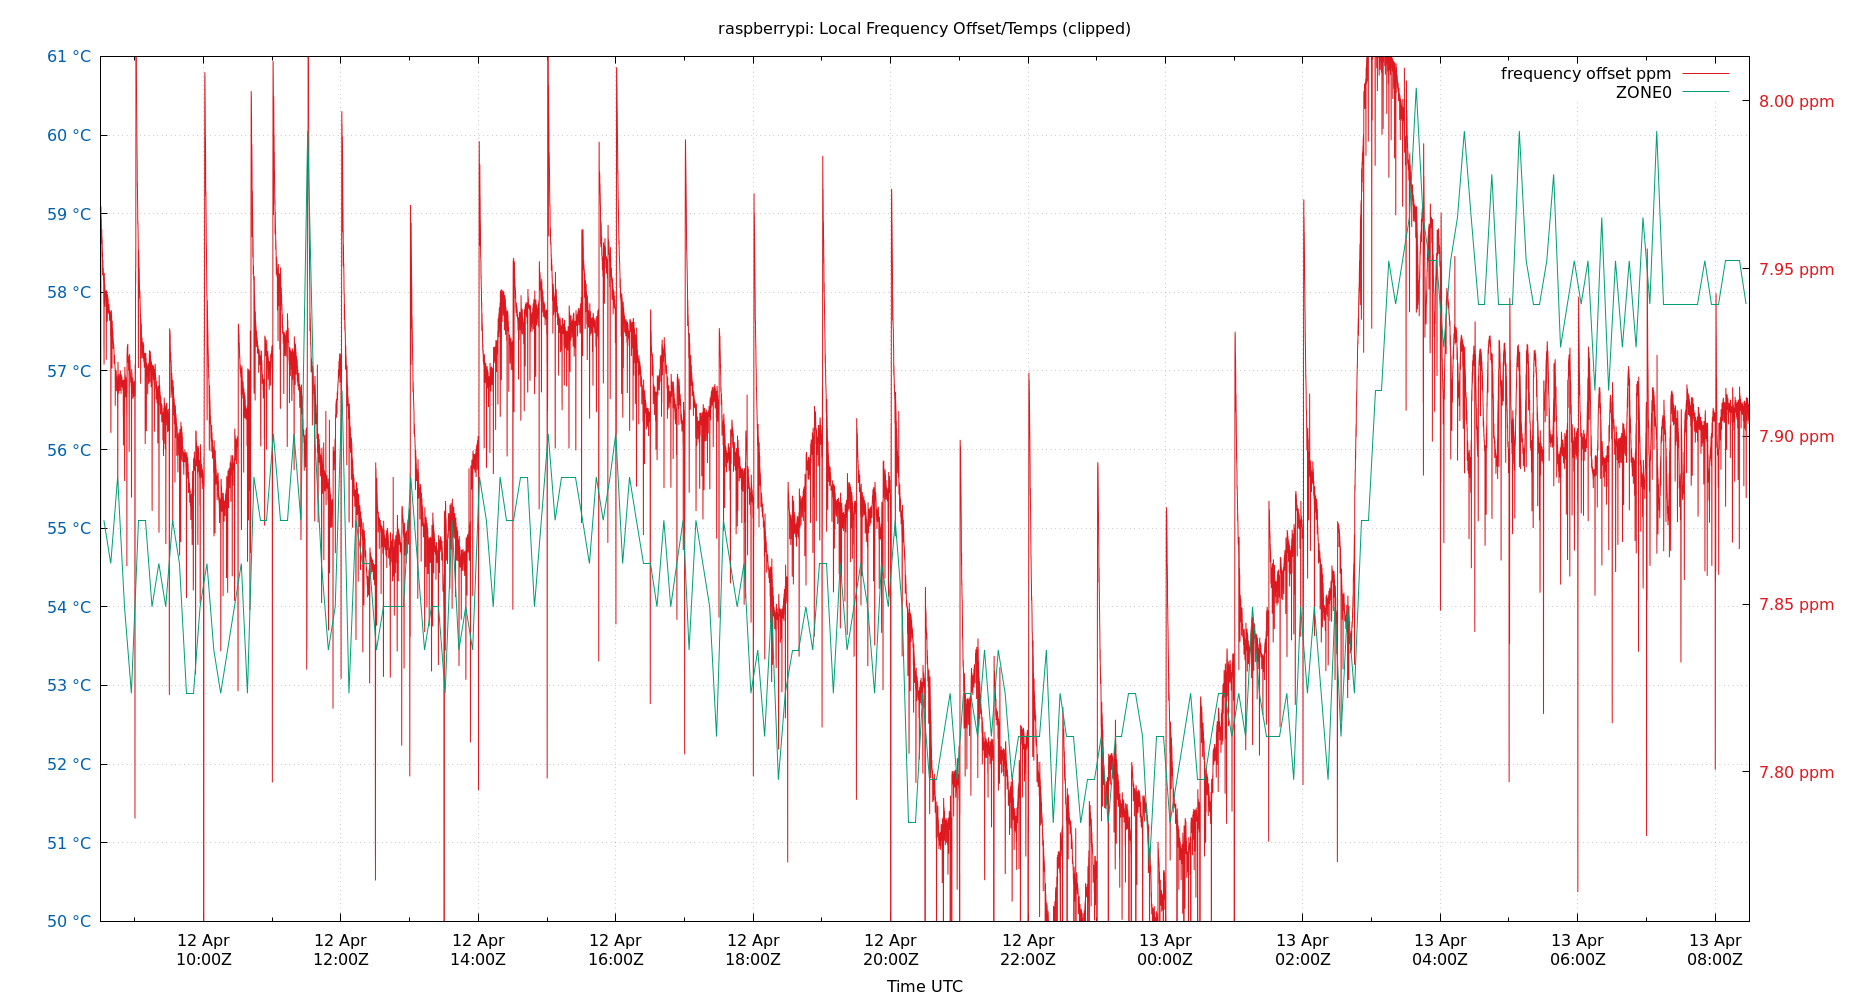 raspberrypi: Local Frequency Offset/Temps (clipped)
frequency offset ppm
ZONE0
61 °C
60 °C
59 °C
58 °C
57 °C
56 °C
55 °C
54 °C
53 °C
52 °C
51 °C
50 °C
8.00 ppm
7.95 ppm
7.90 ppm
7.85 ppm
7.80 ppm
12 Apr 12 Apr 12 Apr 12 Apr 12 Apr 12 Apr 12 Apr 13 Apr 13 Apr 13 Apr 13 Apr 13 Apr
10:00Z 12:00Z 14:00Z 16:00Z 18:00Z 20:00Z 22:00Z 00:00Z 02:00Z 04:00Z 06:00Z 08:00Z
Time UTC